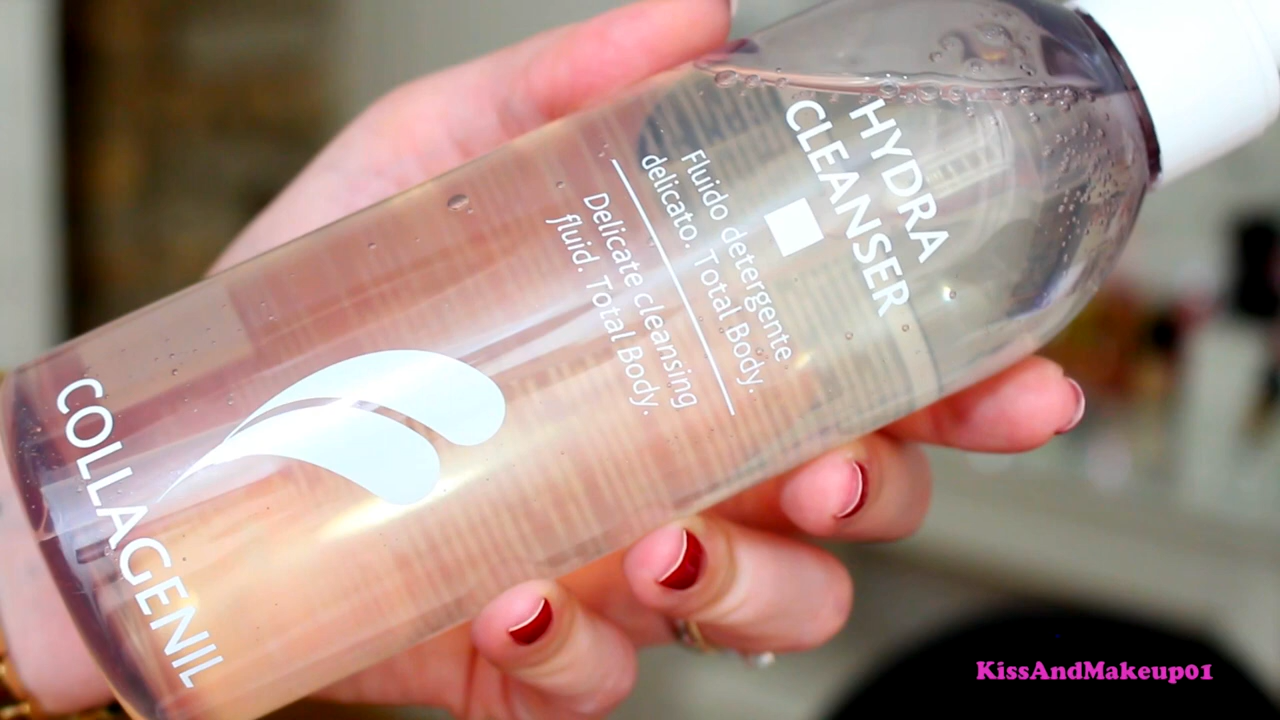 HYDRA
CLEANSER
Fluido detergente
delicato. Total Body.
Delicate cleansing
fluid. Total Body.
COLLAGENIL
KissAndMakeup01